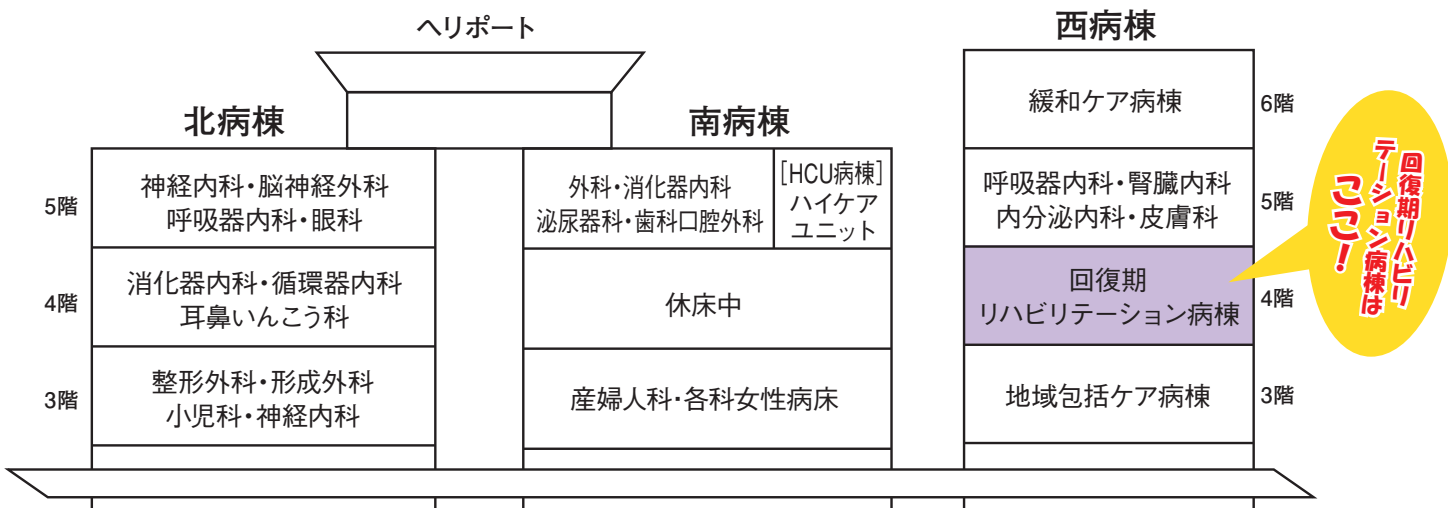 ヘリポート
北病棟
南病棟
西病棟
5階
神経内科・脳神経外科
呼吸器内科・眼科
4階
消化器内科・循環器内科
耳鼻いんこう科
3階
整形外科・形成外科
小児科・神経内科
外科・消化器内科
泌尿器科・歯科口腔外科
［HCU病棟］
ハイケア
ユニット
休床中
産婦人科・各科女性病床
緩和ケア病棟
6階
呼吸器内科・腎臓内科
内分泌内科・皮膚科
5階
回復期
リハビリテーション病棟
4階
地域包括ケア病棟
3階
回復期リハビリ
テーション病棟は
ここ！